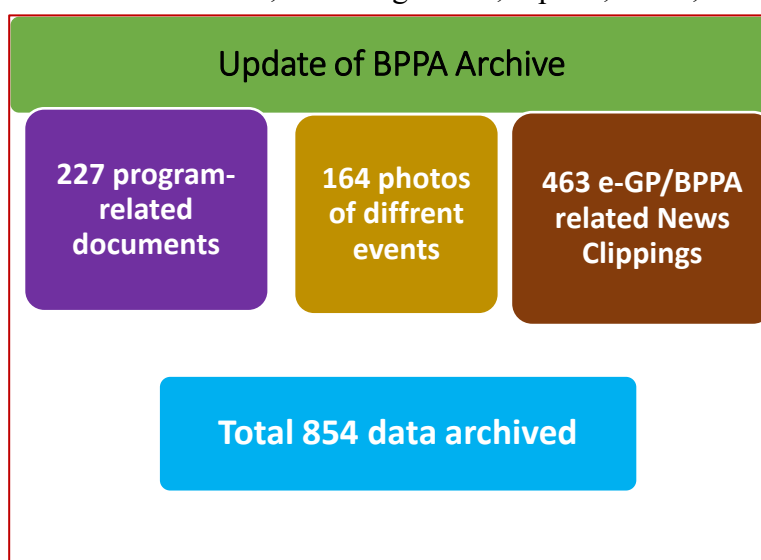 Update of BPPA Archive
227 program-
related
documents
164 photos
of diffrent
events
463 e-GP/BPPA
related News
Clippings
Total 854 data archived